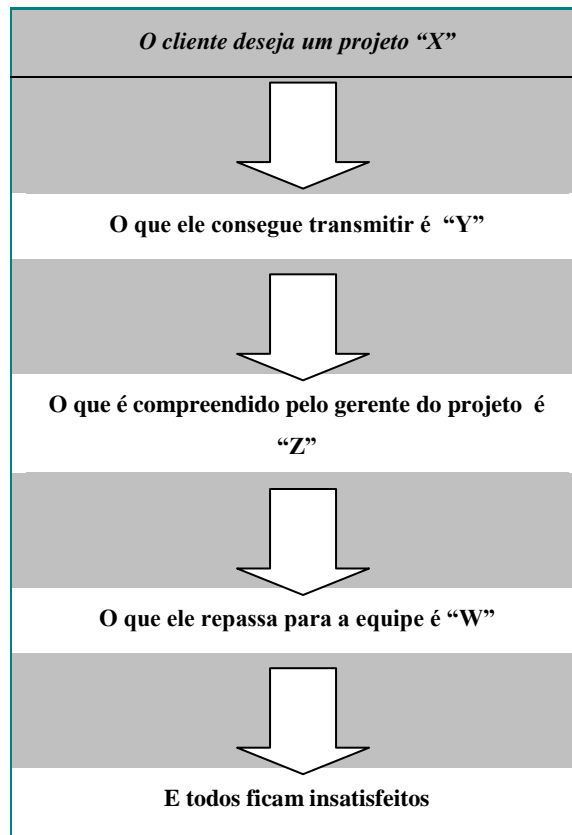 O cliente deseja um projeto “X”
O que ele consegue transmitir é “Y”
O que é compreendido pelo gerente do projeto é
“Z”
O que ele repassa para a equipe é “W”
E todos ficam insatisfeitos